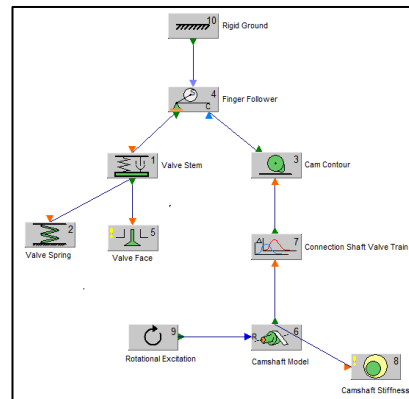 10
Rigid Ground
4
C
Finger Follower
1
Valve Stem
3
Cam Contour
2
Valve Spring
5
Valve Face
7
Connection Shaft Valve Train
9
Rotational Excitation
R
6
Camshaft Model
8
Camshaft Stiffness